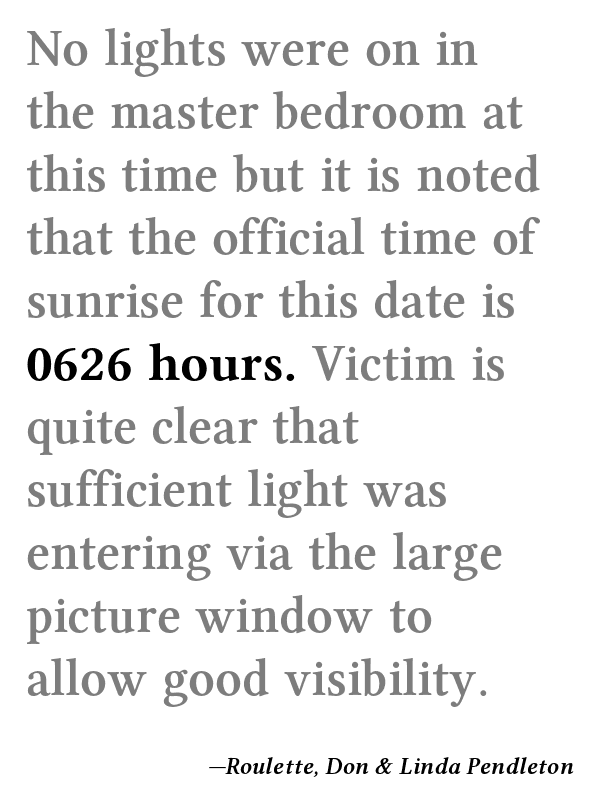 No lights were on in
the master bedroom at
this time but it is noted
that the official time of
sunrise for this date is
0626 hours. Victim is
quite clear that
sufficient light was
entering via the large
picture window to
allow good visibility.
—Roulette, Don & Linda Pendleton